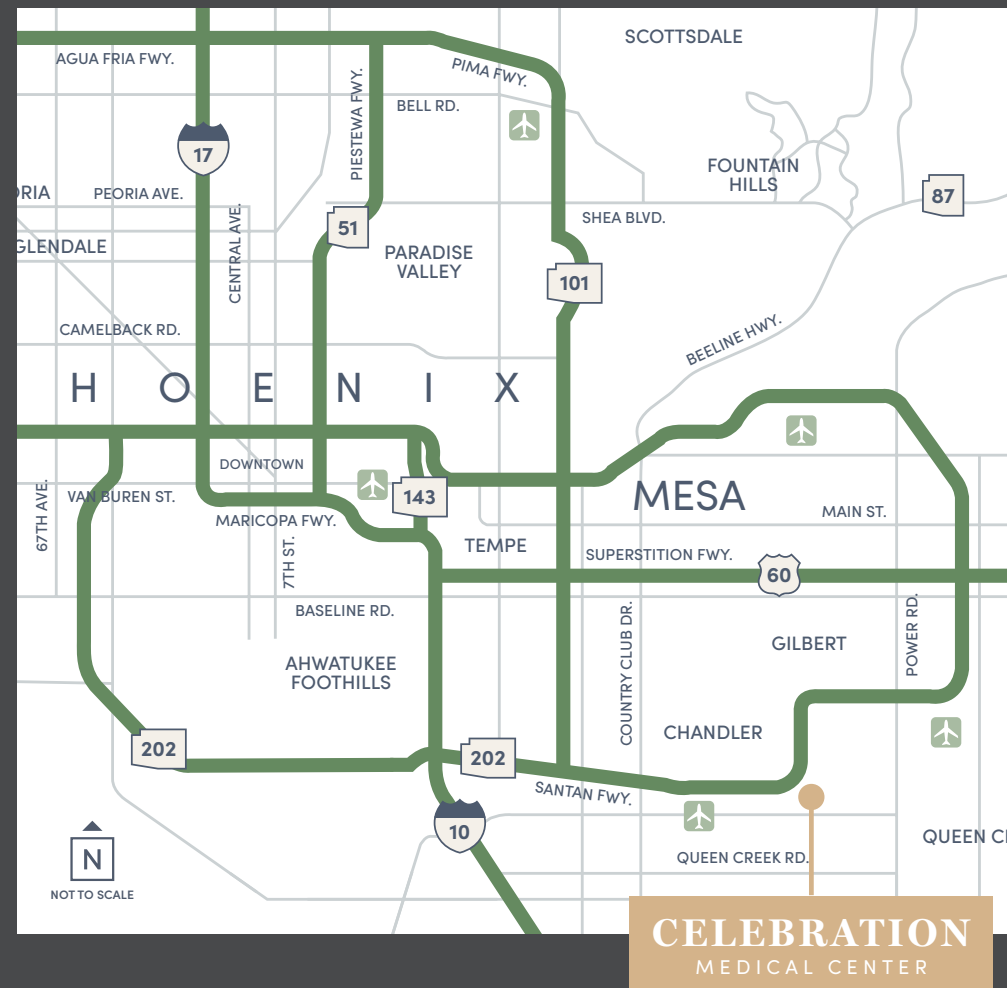 SCOTTSDALE
AGUA FRIA FWY.
PIMA FWY.
PIESTEWA FWY.
BELL RD.
17
FOUNTAIN
HILLS
87
RIA
PEORIA AVE.
CENTRAL AVE.
51
SHEA BLVD.
GLENDALE
PARADISE
VALLEY
101
CAMELBACK RD.
BEELINE HWY.
H O E N I X
DOWNTOWN
67TH AVE.
VAN BUREN ST.
143
MESA
MARICOPA FWY.
MAIN ST.
7TH ST.
TEMPE
SUPERSTITION FWY.
60
BASELINE RD.
COUNTRY CLUB DR.
POWER RD.
GILBERT
AHWATUKEE
FOOTHILLS
CHANDLER
202
202
SANTAN FWY.
10
N
NOT TO SCALE
QUEEN C
QUEEN CREEK RD.
CELEBRATION
MEDICAL CENTER